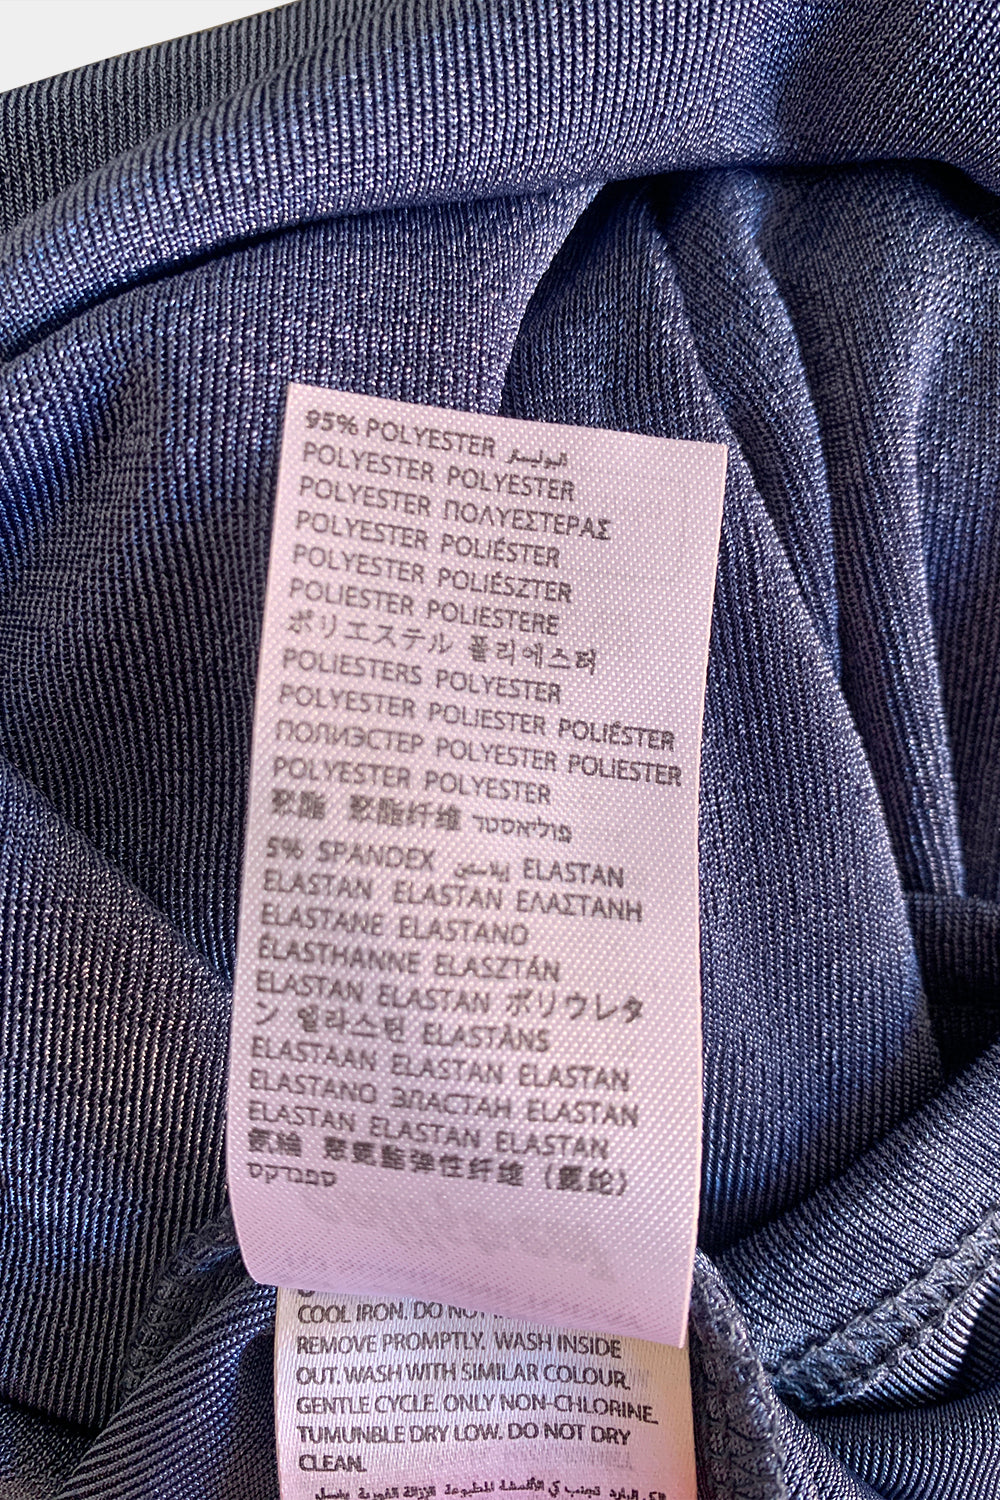 95% POLYESTER البوليستر
POLYESTER POLYESTER
POLYESTER ΠΟΛΥΕΣΤΕΡΑΣ
POLYESTER POLIÉSTER
POLYESTER POLIÉSZTER
POLIESTER POLIESTERE
ポリエステル 폴리에스터
POLIESTERS POLYESTER
POLYESTER POLIESTER POLIÉSTER
ПОЛИЭСТЕР POLYESTER POLIESTER
POLYESTER POLYESTER
聚酯 聚酯纤维 פוליאסטר
5% SPANDEX إيلاستين ELASTAN
ELASTAN ELASTAN ΕΛΑΣΤΑΝΗ
ELASTANE ELASTANO
ÉLASTHANNE ELASZTÁN
ELASTAN ELASTAN ポリウレタ
ン 엘라스틴 ELASTĀNS
ELASTAAN ELASTAN ELASTAN
ELASTANO ЭЛАСТАН ELASTAN
ELASTAN ELASTAN ELASTAN
氨綸 聚氨酯弹性纤维（氨纶）
ספנדקס
COOL IRON. DO NOT
REMOVE PROMPTLY. WASH INSIDE
OUT. WASH WITH SIMILAR COLOUR.
GENTLE CYCLE. ONLY NON-CHLORINE.
TUMUNBLE DRY LOW. DO NOT DRY
CLEAN.